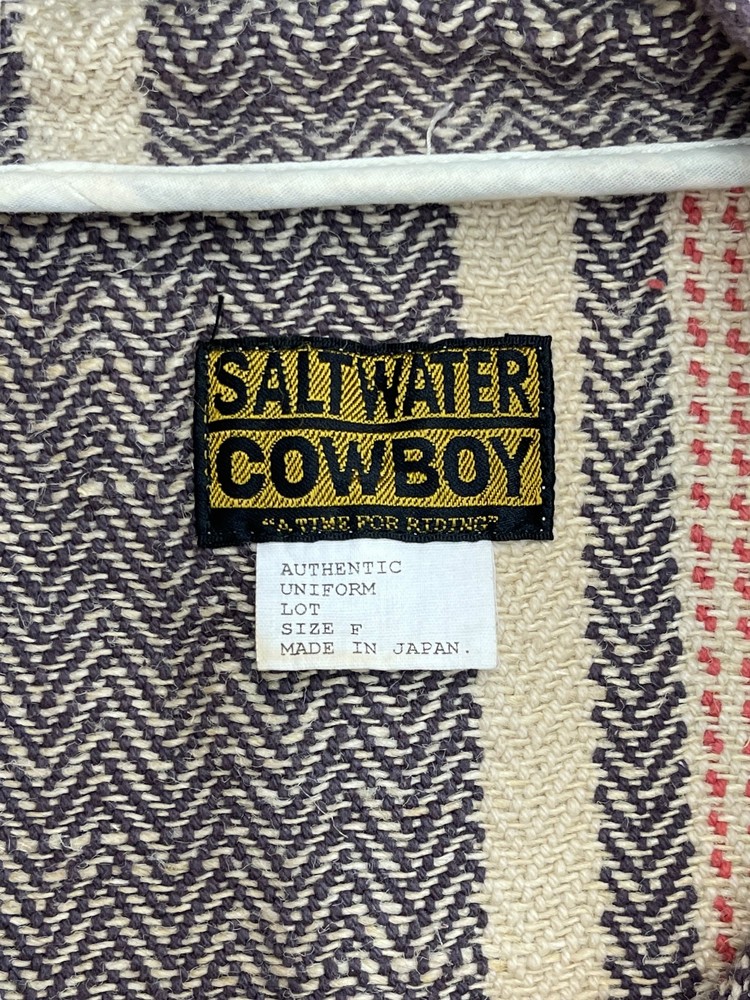 SALTWATER
COWBOY
"A TIME FOR RIDING"
AUTHENTIC
UNIFORM
LOT
SIZE F
MADE IN JAPAN.